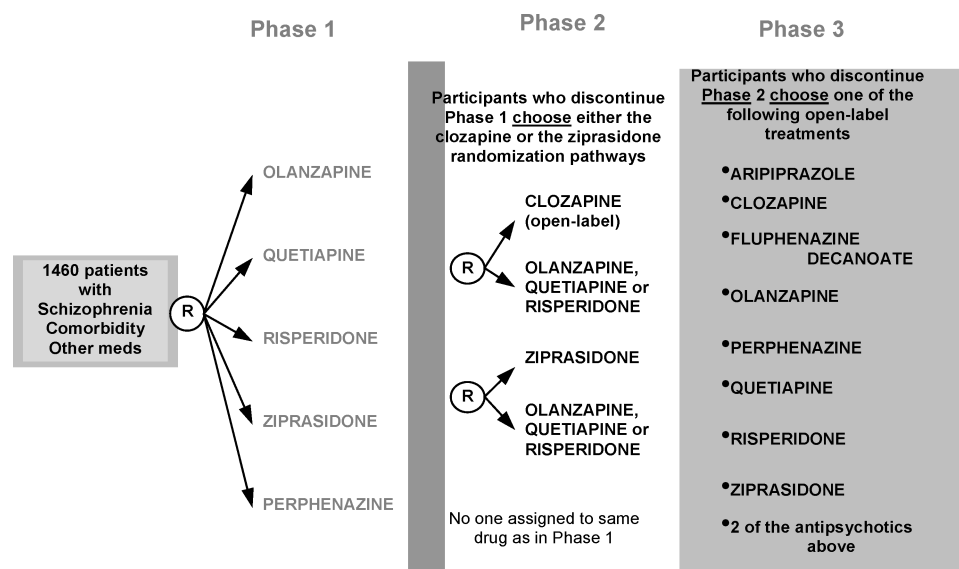 Phase 1
Phase 2
Phase 3
1460 patients
with
Schizophrenia
Comorbidity
Other meds
R
OLANZAPINE
QUETIAPINE
RISPERIDONE
ZIPRASIDONE
PERPHENAZINE
Participants who discontinue
Phase 1 choose either the
clozapine or the ziprasidone
randomization pathways
R
CLOZAPINE
(open-label)
OLANZAPINE,
QUETIAPINE or
RISPERIDONE
R
ZIPRASIDONE
OLANZAPINE,
QUETIAPINE or
RISPERIDONE
No one assigned to same
drug as in Phase 1
Participants who discontinue
Phase 2 choose one of the
following open-label
treatments
•ARIPIPRAZOLE
•CLOZAPINE
•FLUPHENAZINE
DECANOATE
•OLANZAPINE
•PERPHENAZINE
•QUETIAPINE
•RISPERIDONE
•ZIPRASIDONE
•2 of the antipsychotics
above